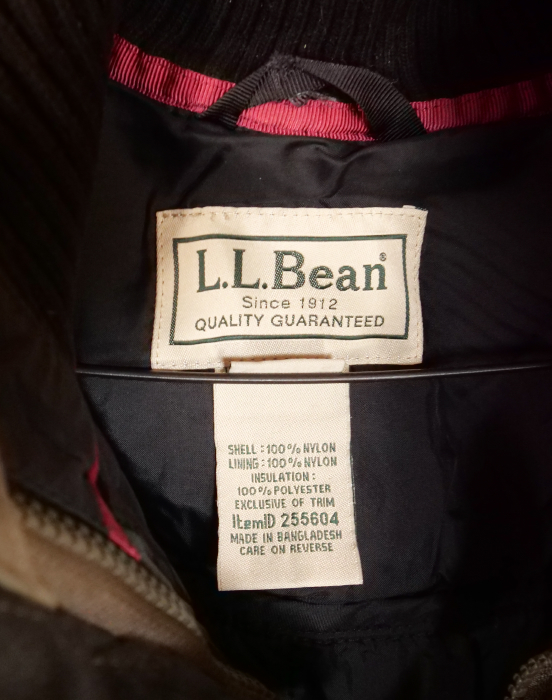 L.L.Bean®
Since 1912
QUALITY GUARANTEED
SHELL : 100% NYLON
LINING : 100% NYLON
INSULATION :
100% POLYESTER
EXCLUSIVE OF TRIM
ItemID 255604
MADE IN BANGLADESH
CARE ON REVERSE